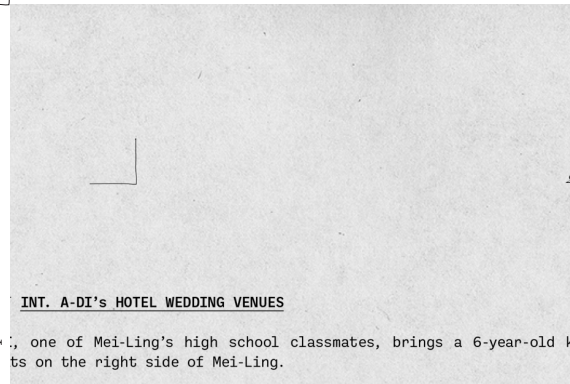 INT. A-DI's HOTEL WEDDING VENUES
one of Mei-Ling's high school classmates, brings a 6-year-old
on the right side of Mei-Ling.